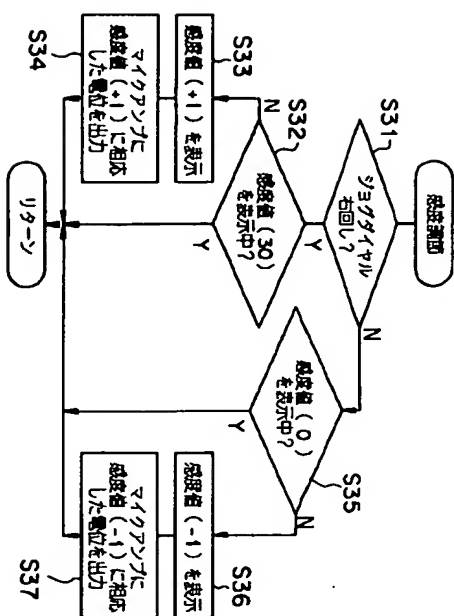 S31
ジョグダイヤル
右回し？
N
Y
S32
感度値（30）
を表示中？
N
Y
S33
感度値（+1）を表示
S34
マイクアンプに
感度値（+1）に相応
した電位を出力
S35
感度値（0）
を表示中？
N
Y
S36
感度値（-1）を表示
S37
マイクアンプに
感度値（-1）に相応
した電位を出力
リターン